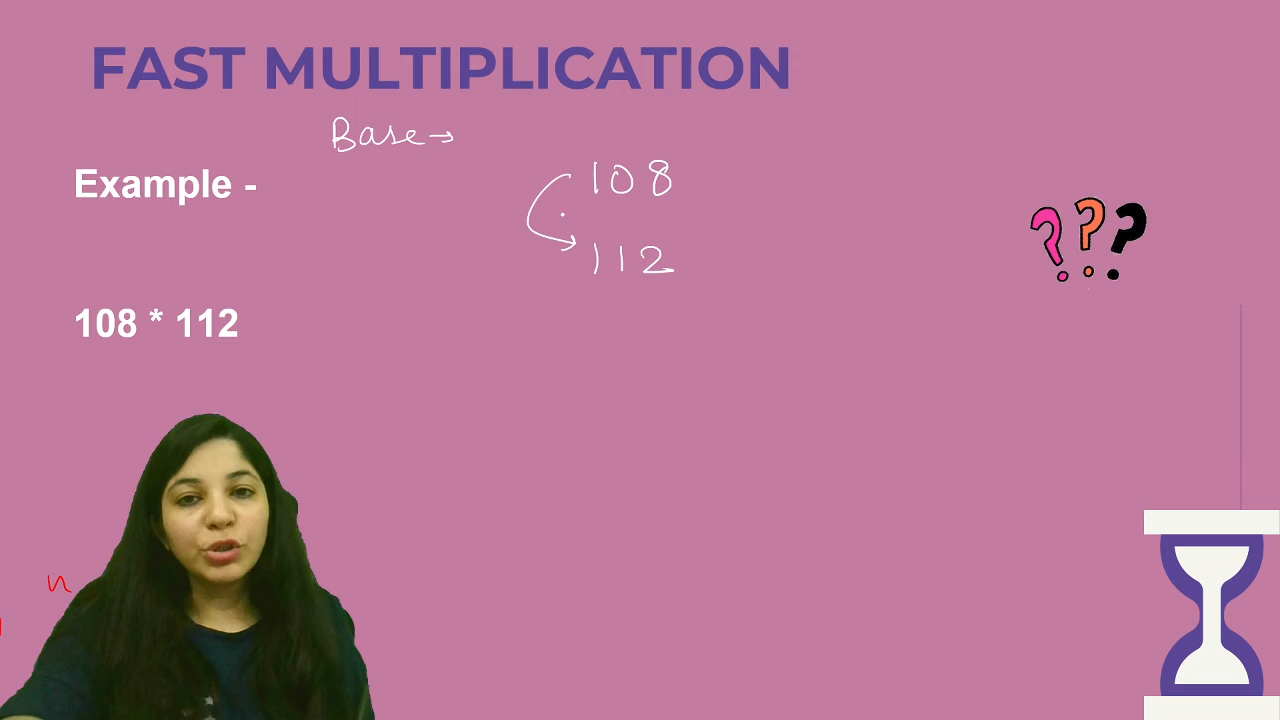 FAST MULTIPLICATION
Base →
Example -
108
112
108 * 112
n